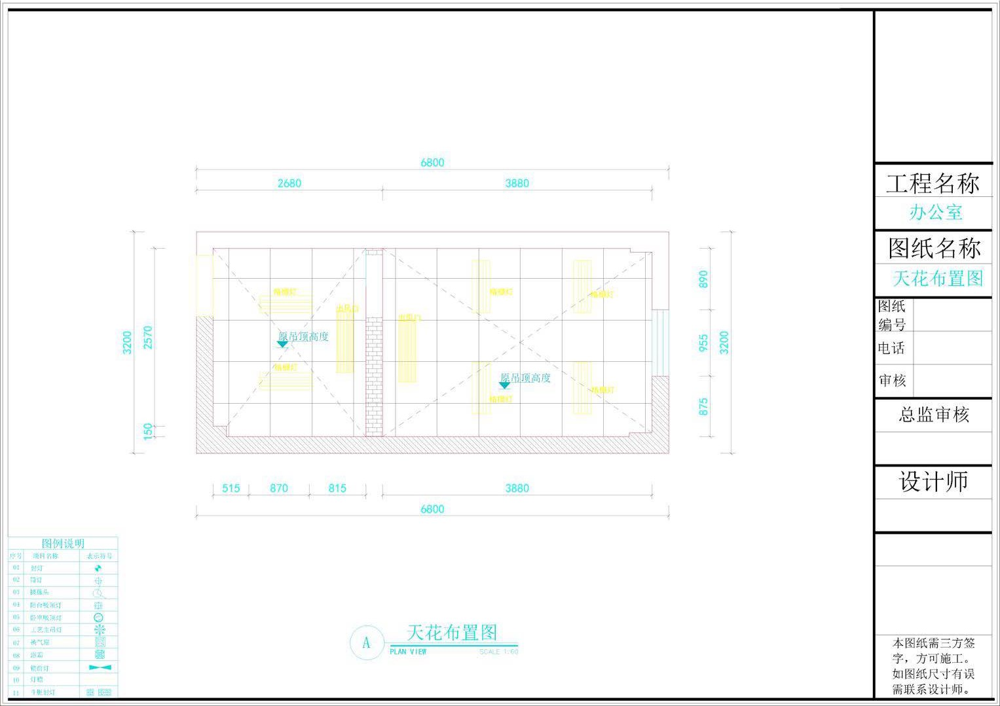 6800
2680
3880
3200
2570
150
890
955
875
3200
格栅灯
出风口
原吊顶高度
格栅灯
出风口
格栅灯
格栅灯
原吊顶高度
格栅灯
格栅灯
515
870
815
3880
6800
图例说明
序号 项目名称 表示符号
01 射灯
02 筒灯
03 摄像头
04 阳台吸顶灯
05 卧室吸顶灯
06 工艺主吊灯
07 换气扇
08 浴霸
09 镜前灯
10 灯带
11 斗胆射灯
A
天花布置图
PLAN VIEW
SCALE 1:60
工程名称
办公室
图纸名称
天花布置图
图纸
编号
电话
审核
总监审核
设计师
本图纸需三方签
字，方可施工。
如图纸尺寸有误
需联系设计师。